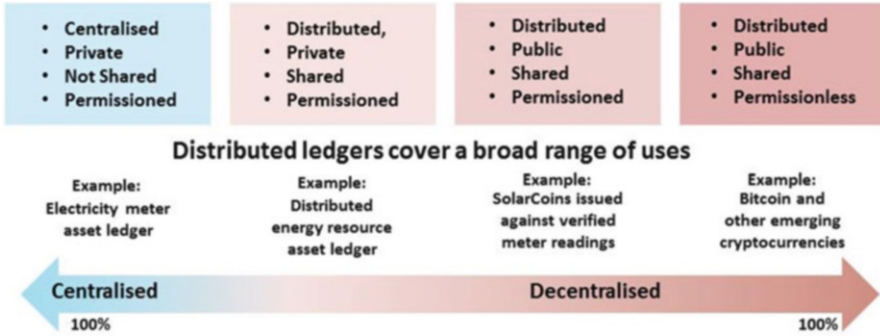 • Centralised
• Private
• Not Shared
• Permissioned
• Distributed,
• Private
• Shared
• Permissioned
• Distributed
• Public
• Shared
• Permissioned
• Distributed
• Public
• Shared
• Permissionless
Distributed ledgers cover a broad range of uses
Example:
Electricity meter
asset ledger
Example:
Distributed
energy resource
asset ledger
Example:
SolarCoins issued
against verified
meter readings
Example:
Bitcoin and
other emerging
cryptocurrencies
Centralised
Decentralised
100%
100%